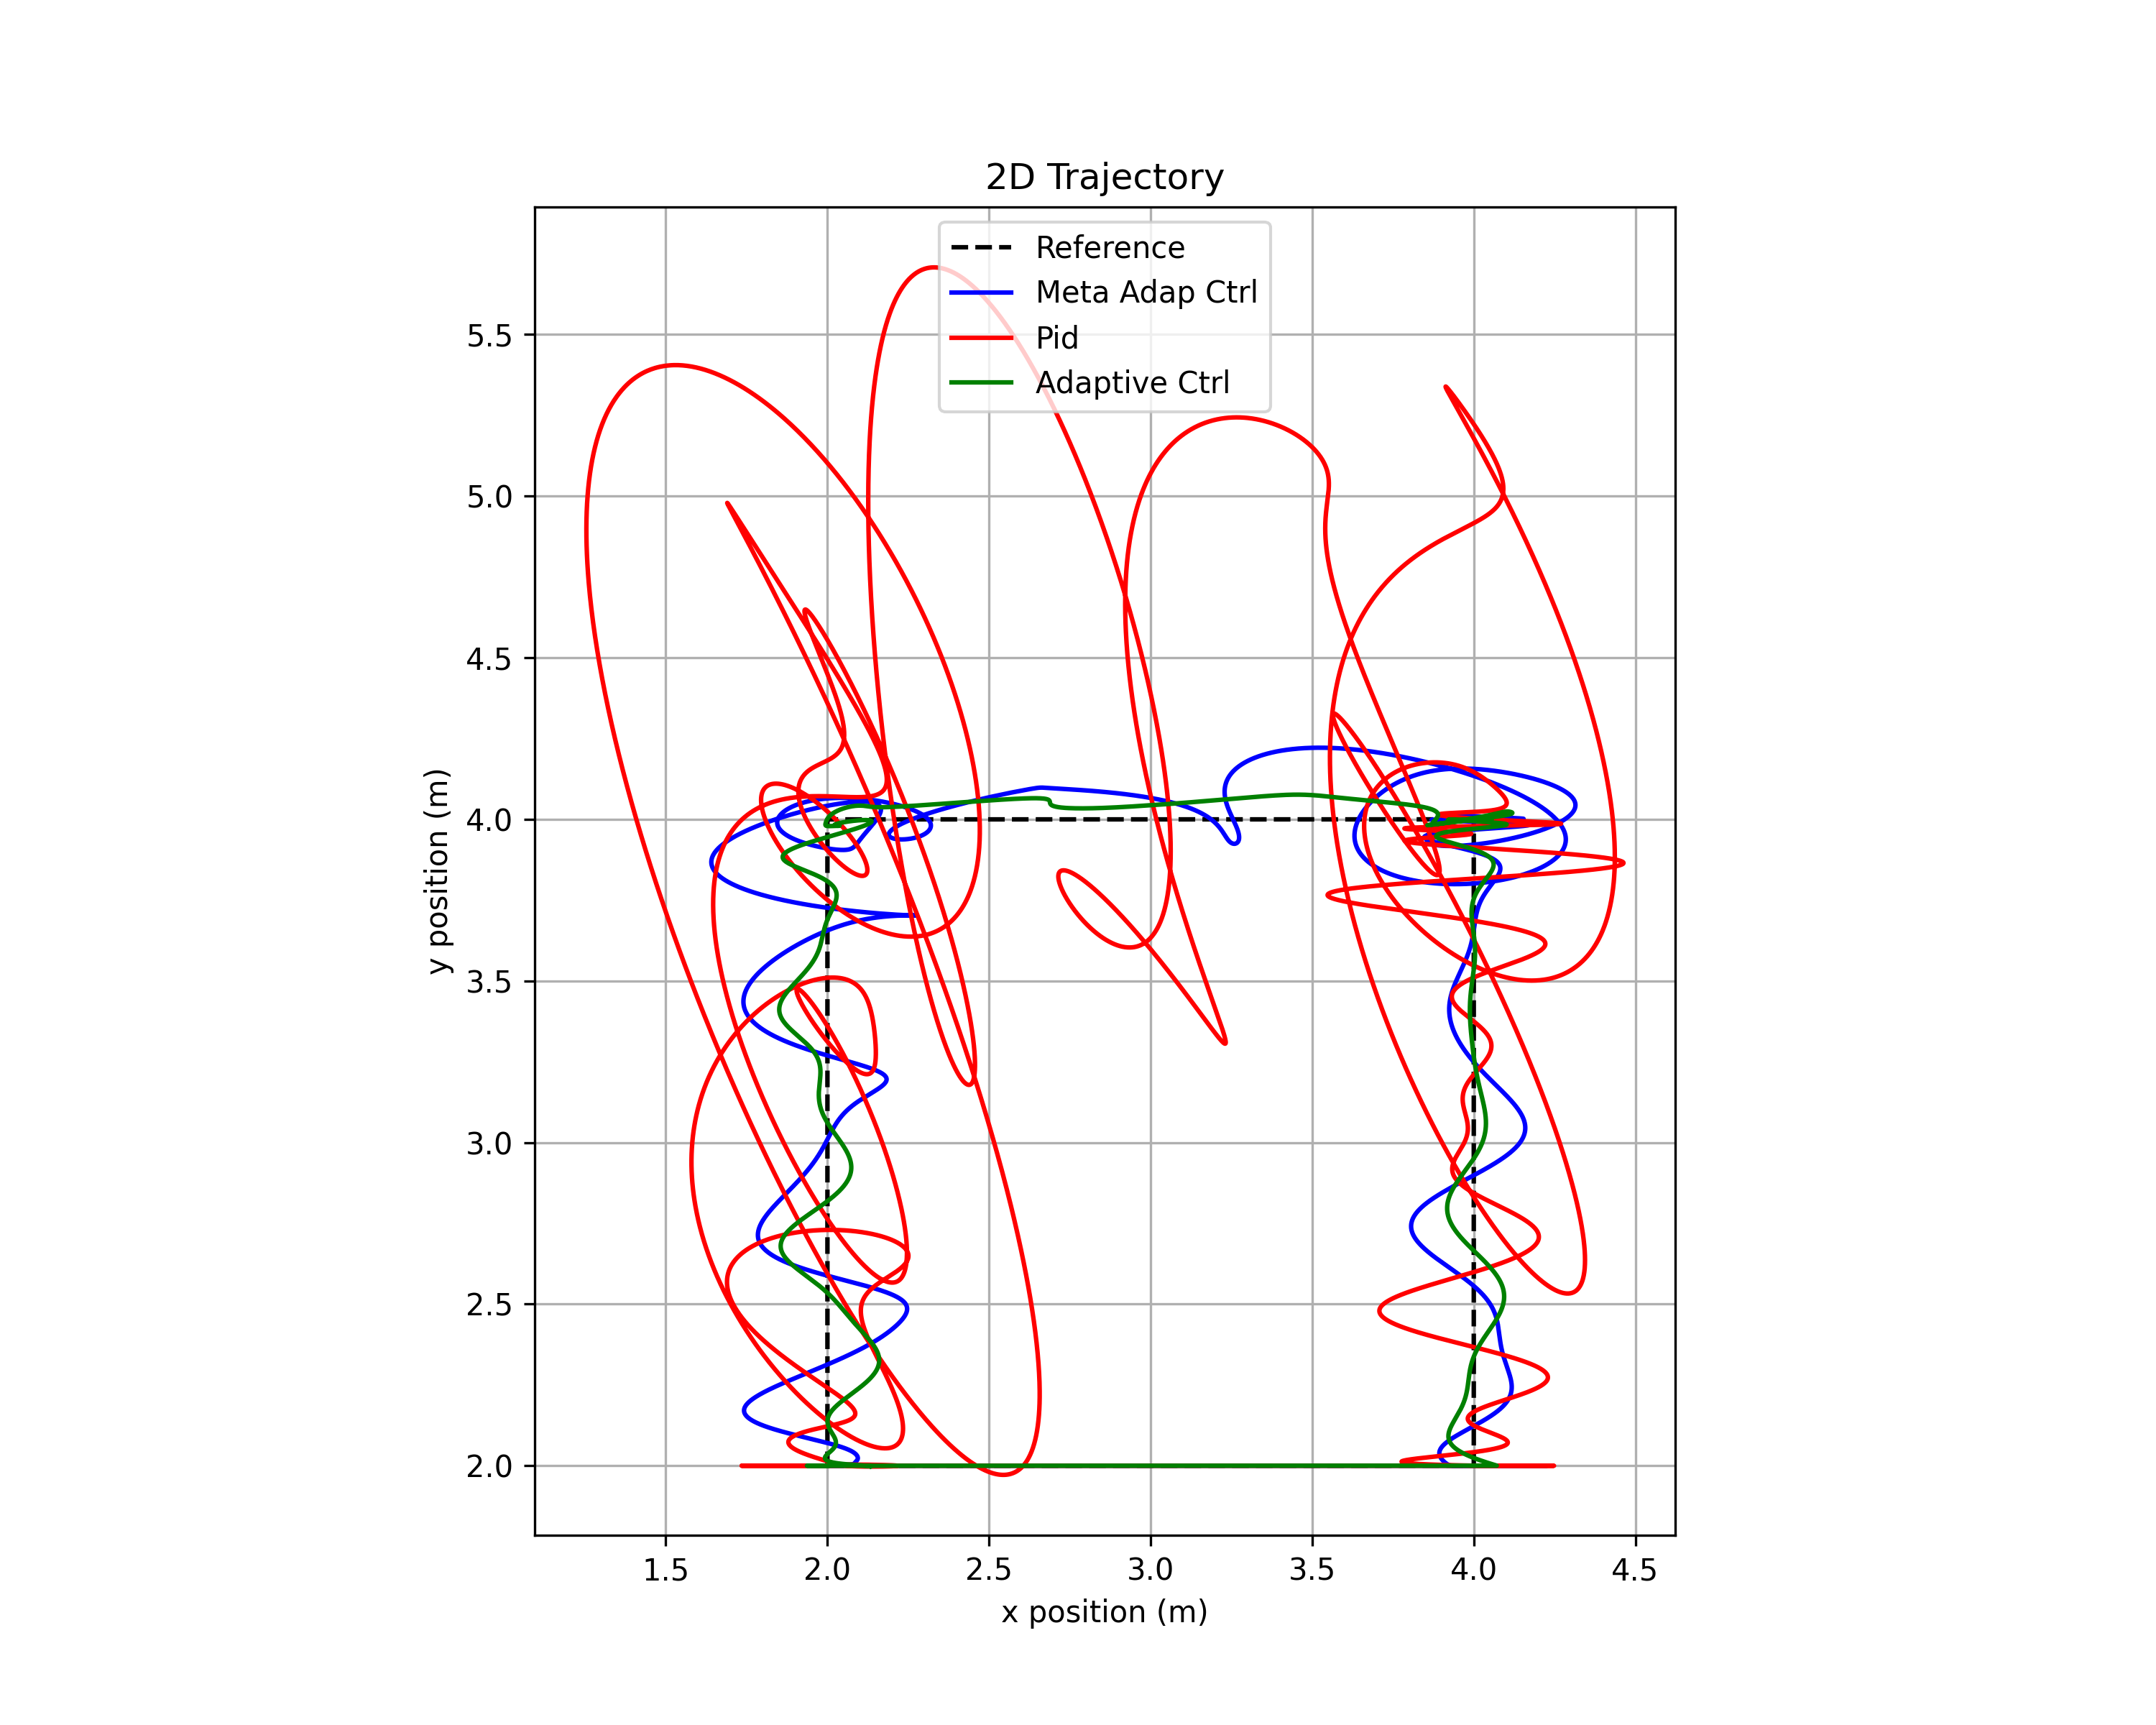 2D Trajectory
Reference
Meta Adap Ctrl
Pid
Adaptive Ctrl
5.5
5.0
4.5
4.0
3.5
3.0
2.5
2.0
y position (m)
1.5 2.0 2.5 3.0 3.5 4.0 4.5
x position (m)